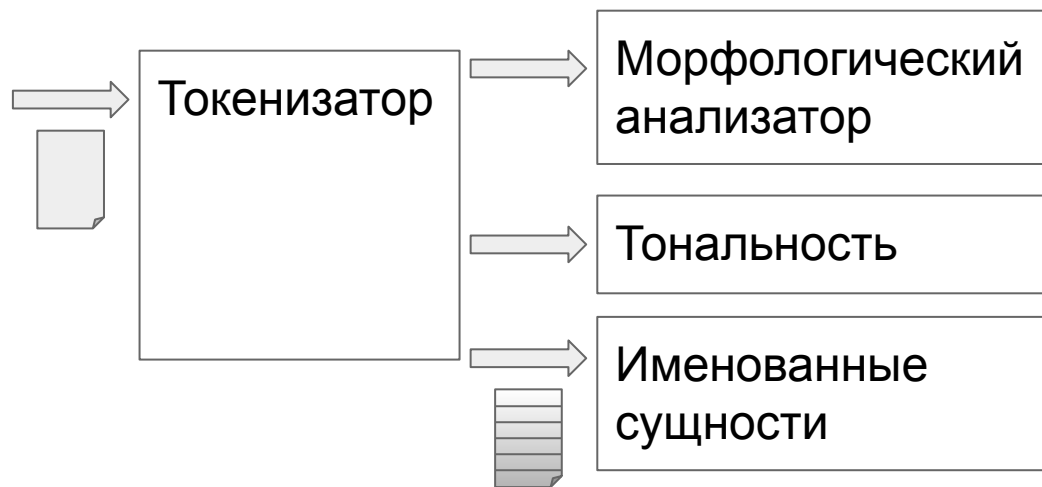 Токенизатор
Морфологический
анализатор
Тональность
Именованные
сущности